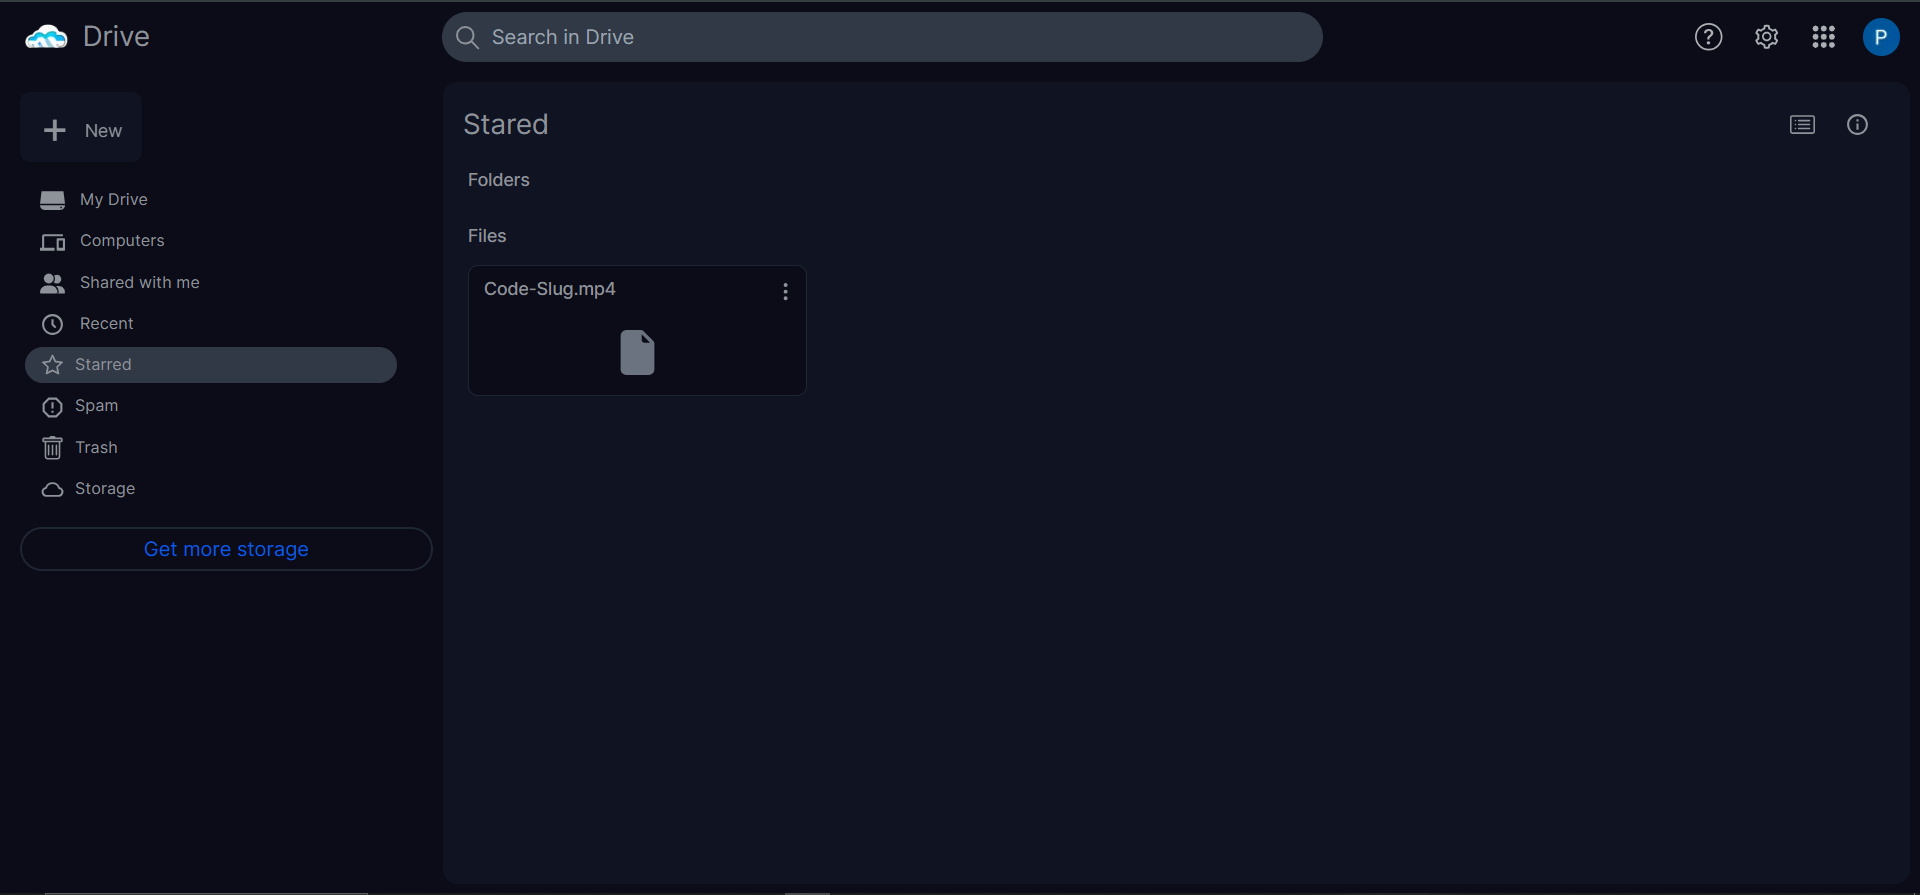 Drive
Search in Drive
P
New
My Drive
Computers
Shared with me
Recent
Starred
Spam
Trash
Storage
Get more storage
Stared
Folders
Files
Code-Slug.mp4